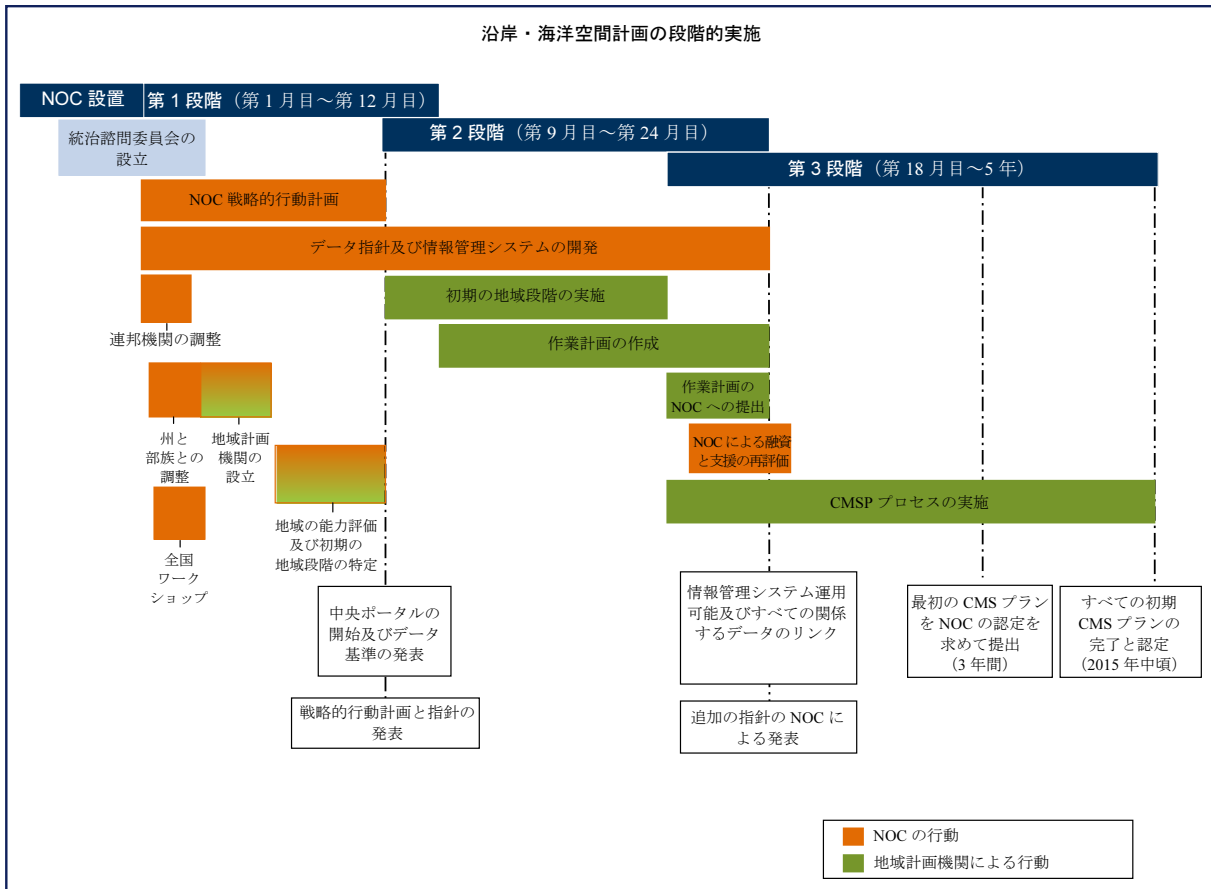 沿岸・海洋空間計画の段階的実施
NOC 設置
第 1 段階（第 1 月目～第 12 月目）
統治諮問委員会の
設立
第 2 段階（第 9 月目～第 24 月目）
第 3 段階（第 18 月目～5 年）
NOC 戦略的行動計画
データ指針及び情報管理システムの開発
連邦機関の調整
初期の地域段階の実施
作業計画の作成
作業計画の
NOC への提出
州と
部族との
調整
地域計画
機関の
設立
NOC による融資
と支援の再評価
地域の能力評価
及び初期の
地域段階の特定
CMSP プロセスの実施
全国
ワーク
ショップ
中央ポータルの
開始及びデータ
基準の発表
情報管理システム運用
可能及びすべての関係
するデータのリンク
最初の CMS プラン
を NOC の認定を
求めて提出
（3 年間）
すべての初期
CMS プランの
完了と認定
（2015 年中頃）
戦略的行動計画と指針の
発表
追加の指針の NOC に
よる発表
NOC の行動
地域計画機関による行動